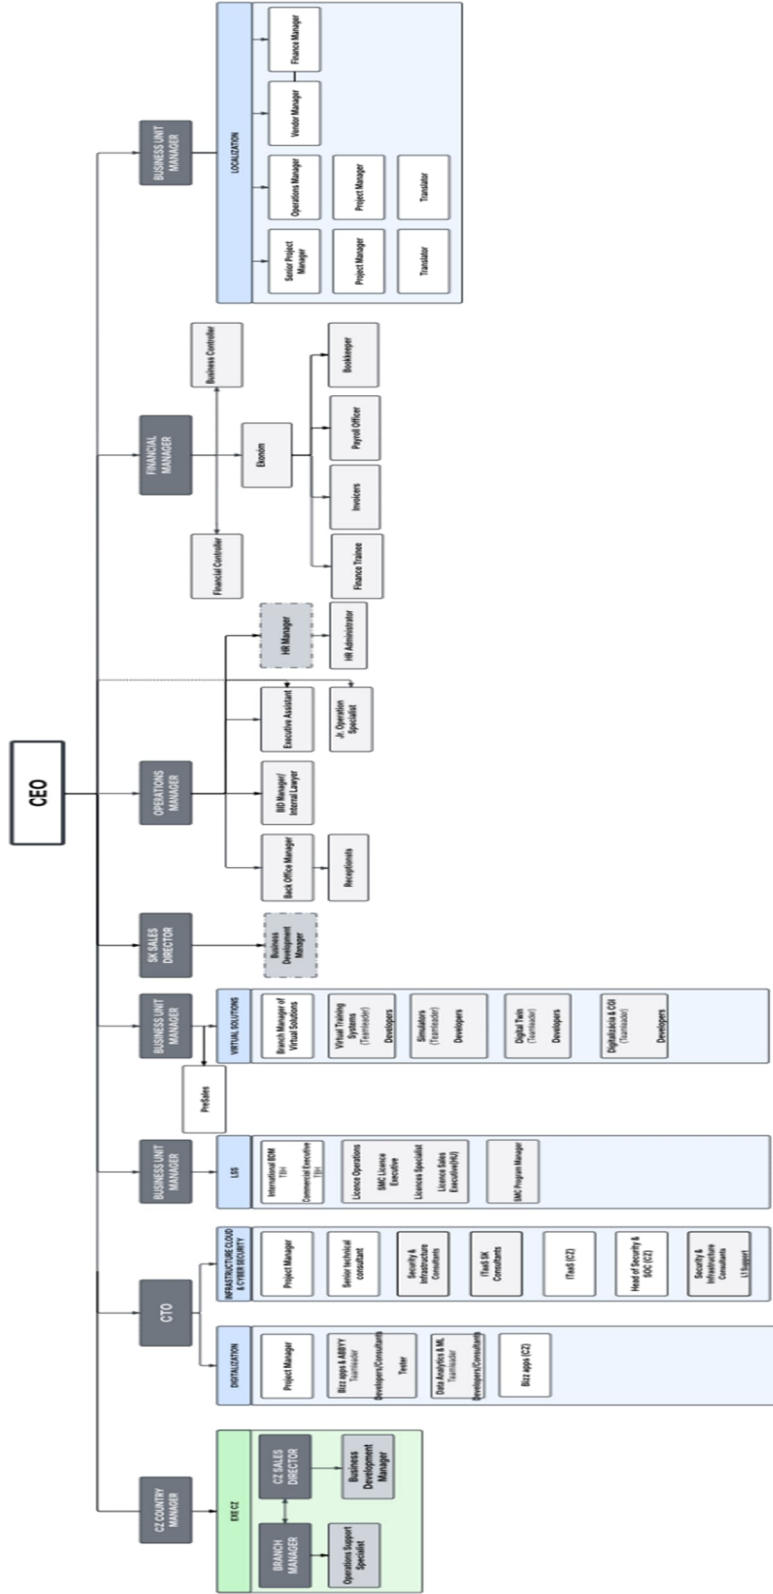 CEO
CZ COUNTRY
MANAGER
CTO
BUSINESS UNIT
MANAGER
BUSINESS UNIT
MANAGER
SK SALES
DIRECTOR
OPERATIONS
MANAGER
FINANCIAL
MANAGER
BUSINESS UNIT
MANAGER
EXE CZ
BRANCH
MANAGER
CZ SALES
DIRECTOR
Operations Support
Specialist
Business
Development
Manager
DIGITALIZATION
Project Manager
Bizz apps & ABBYY
Teamleader
Developers/Consultants
Tester
Data Analytics & ML
Teamleader
Developers/Consultants
Bizz apps (CZ)
INFRASTRUCTURE CLOUD
& CYBER SECURITY
Project Manager
Senior technical
consultant
Security &
Infrastructure
Consultants
ITaaS SK
Consultants
ITaaS (CZ)
Head of Security &
SOC (CZ)
Security &
Infrastructure
Consultants
L1 Support
LSS
International BDM
TBH
Commercial Executive
TBH
Licence Operations
SMC Licence
Executive
Licences Specialist
Licence Sales
Executive(HU)
SMC Program Manager
PreSales
VIRTUAL SOLUTIONS
Branch Manager of
Virtual Solutions
Virtual Training
Systems
(Teamleader)
Developers
Simulators
(Teamleader)
Developers
Digital Twin
(Teamleader)
Developers
Digitalizácia & CGI
(Teamleader)
Developers
Business
Development
Manager
Back Office Manager
Receptionists
BID Manager/
Internal Lawyer
Executive Assistant
Jr. Operation
Specialist
HR Manager
HR Administrator
Financial Controller
Business Controller
Ekonóm
Finance Trainee
Invoicers
Payroll Officer
Bookkeeper
LOCALIZATION
Senior Project
Manager
Operations Manager
Vendor Manager
Finance Manager
Project Manager
Project Manager
Translator
Translator